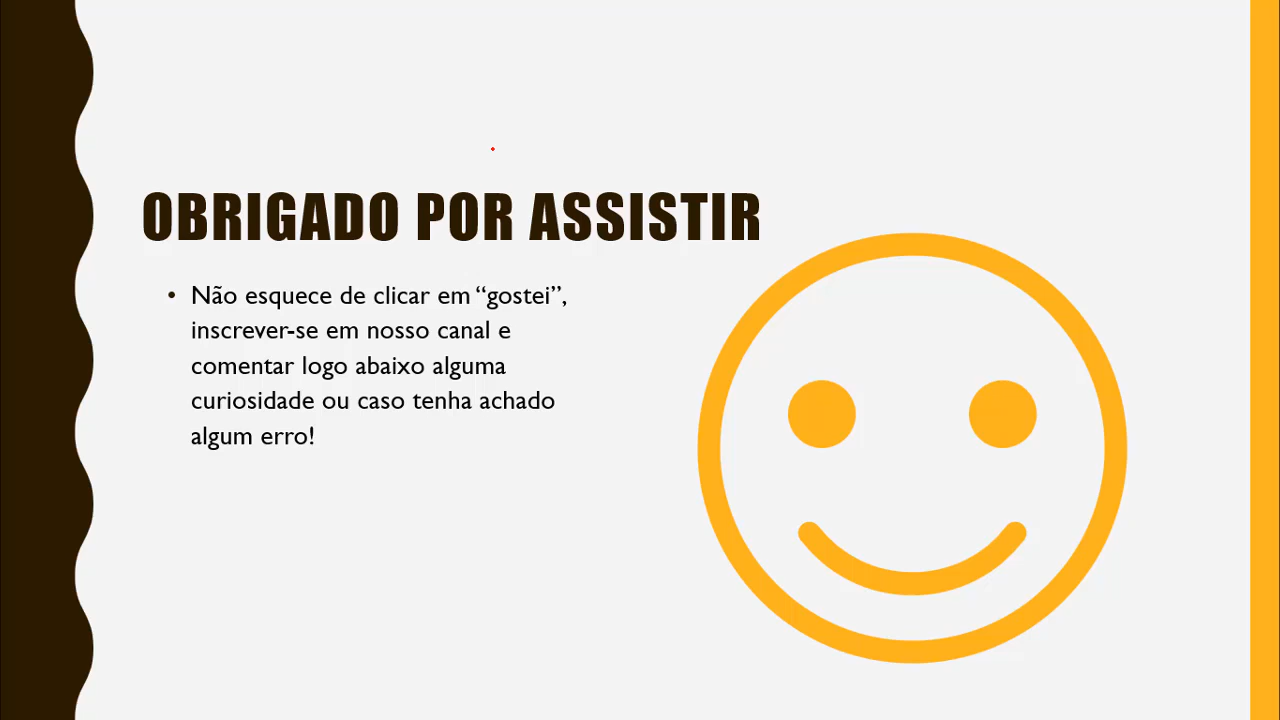 OBRIGADO POR ASSISTIR
• Não esquece de clicar em “gostei”,
inscrever-se em nosso canal e
comentar logo abaixo alguma
curiosidade ou caso tenha achado
algum erro!